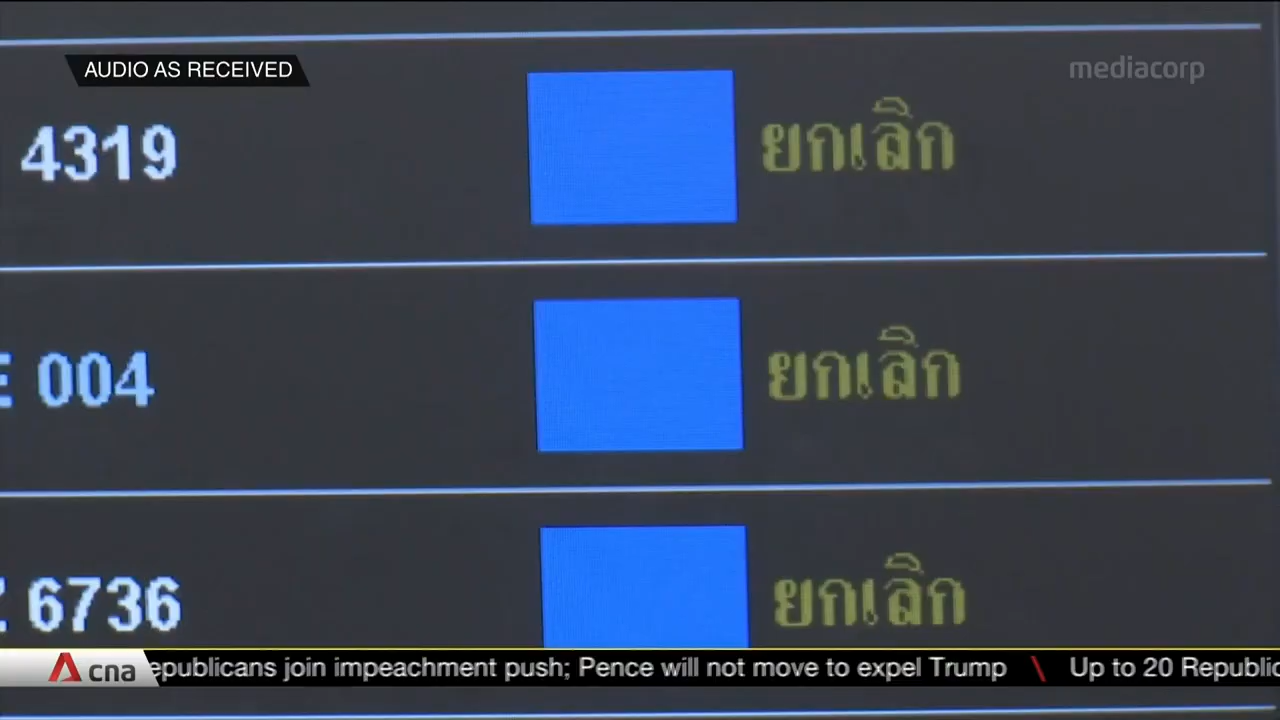 AUDIO AS RECEIVED
mediacorp
4319 ยกเลิก
004 ยกเลิก
6736 ยกเลิก
cna
epublicans join impeachment push; Pence will not move to expel Trump \ Up to 20 Republic